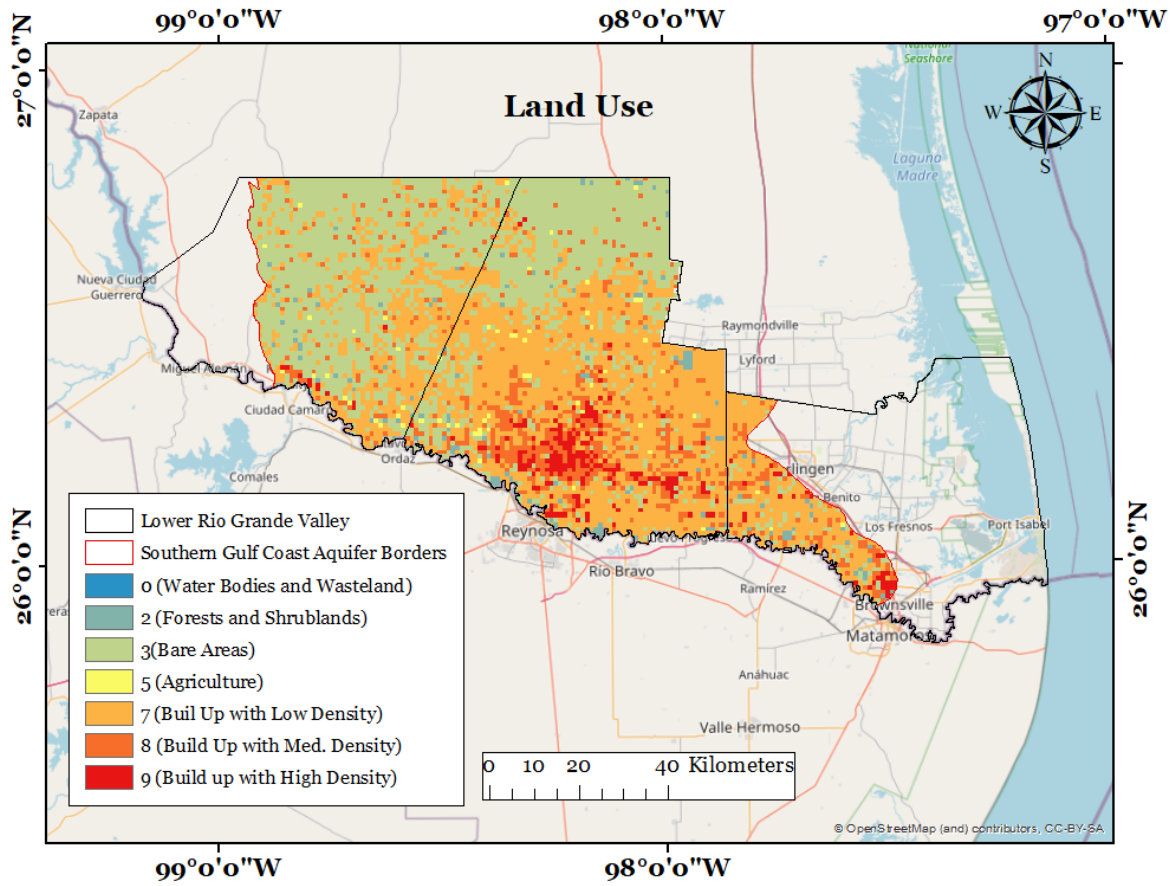 99°0'0"W
98°0'0"W
97°0'0"W
27°0'0"N
26°0'0"N
Land Use
N
W
E
S
National
Seashore
Zapata
Laguna
Madre
Nueva Ciudad
Guerrero
Raymondville
Lyford
Miguel Alemán
Ciudad Camar
Ordaz
Comales
rlingen
Benito
Los Fresnos
Port Isabel
Reynosa
Río Bravo
Ramírez
Brownsville
Matamoros
Anáhuac
Valle Hermoso
Lower Rio Grande Valley
Southern Gulf Coast Aquifer Borders
0 (Water Bodies and Wasteland)
2 (Forests and Shrublands)
3(Bare Areas)
5 (Agriculture)
7 (Buil Up with Low Density)
8 (Build Up with Med. Density)
9 (Build up with High Density)
0 10 20 40 Kilometers
© OpenStreetMap (and) contributors, CC-BY-SA
26°0'0"N
99°0'0"W
98°0'0"W